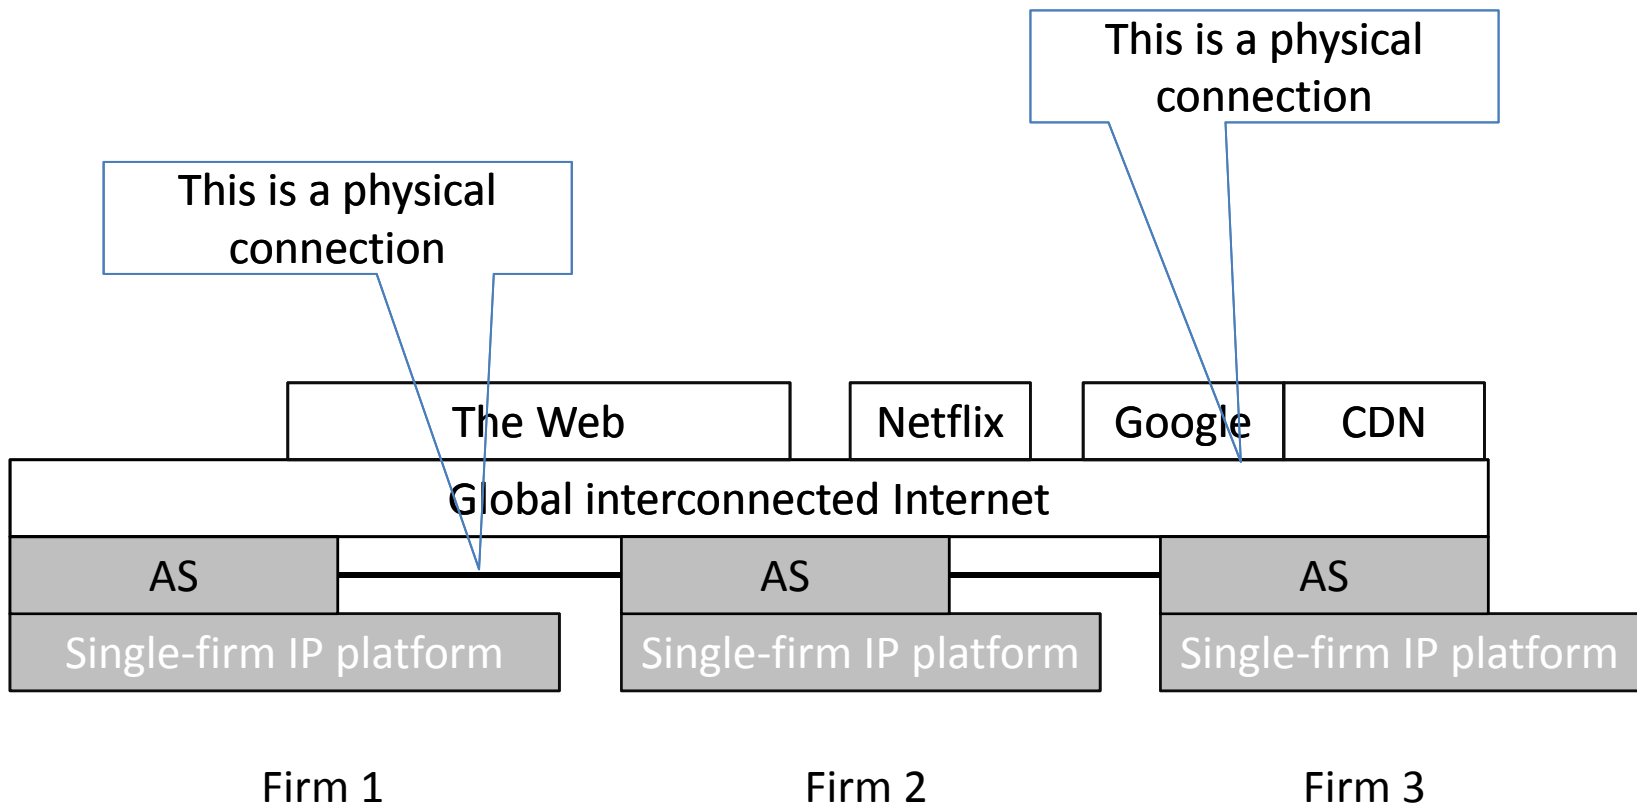 This is a physical
connection
This is a physical
connection
The Web
Netflix
Google
CDN
Global interconnected Internet
AS
AS
AS
Single-firm IP platform
Single-firm IP platform
Single-firm IP platform
Firm 1
Firm 2
Firm 3